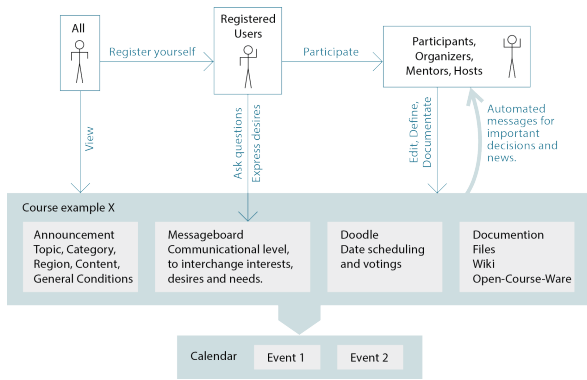 All
Register yourself
Registered
Users
Participate
Participants,
Organizers,
Mentors, Hosts
View
Ask questions
Express desires
Edit, Define,
Documentate
Automated
messages for
important
decisions and
news.
Course example X
Announcement
Topic, Category,
Region, Content,
General Conditions
Messageboard
Communicational level,
to interchange interests,
desires and needs.
Doodle
Date scheduling
and votings
Documention
Files
Wiki
Open-Course-Ware
Calendar
Event 1
Event 2